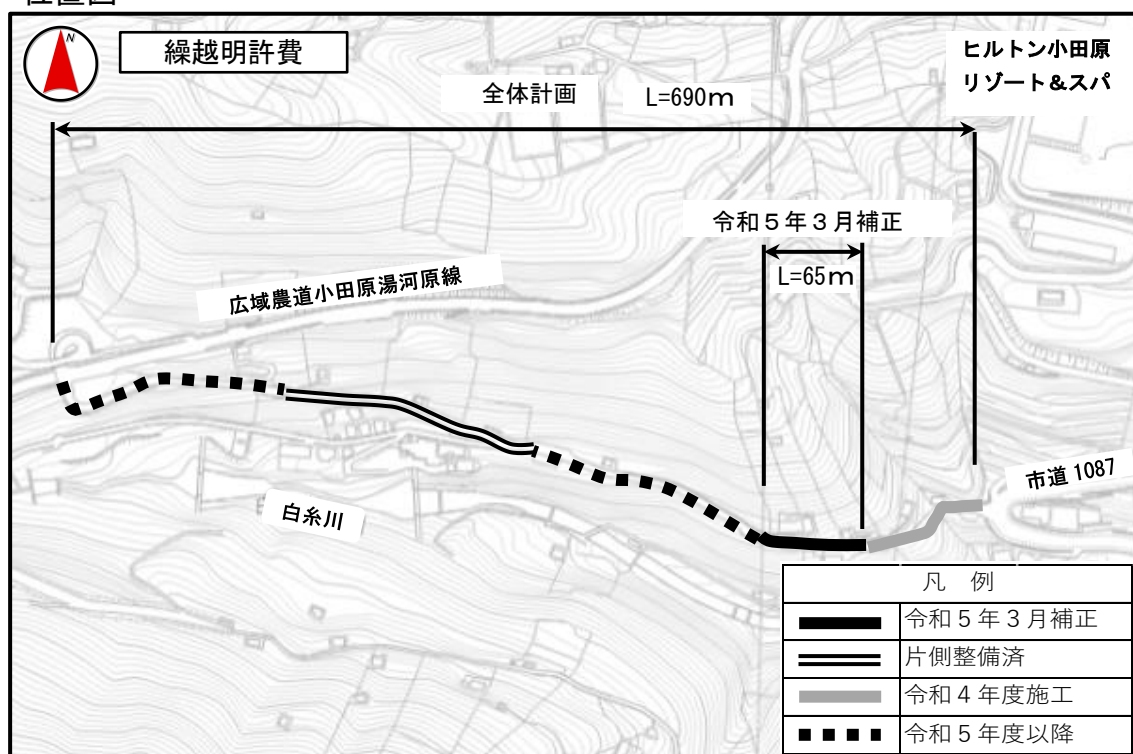 N
繰越明許費
ヒルトン小田原
リゾート＆スパ
全体計画 L=690ｍ
令和５年３月補正
L=65ｍ
広域農道小田原湯河原線
市道1087
白糸川
凡 例
令和５年３月補正
片側整備済
令和４年度施工
令和５年度以降